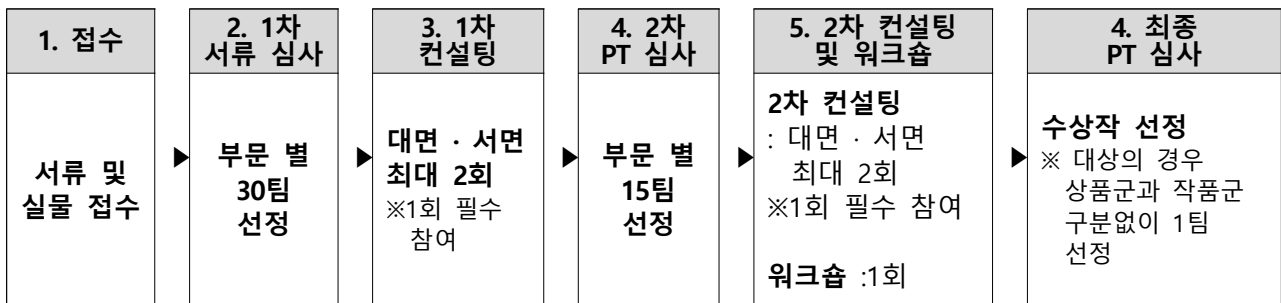 1. 접수
서류 및
실물 접수
▶
2. 1차
서류 심사
부문 별
30팀
선정
▶
3. 1차
컨설팅
대면 · 서면
최대 2회
※1회 필수
참여
▶
4. 2차
PT 심사
부문 별
15팀
선정
▶
5. 2차 컨설팅
및 워크숍
2차 컨설팅
: 대면 · 서면
최대 2회
※1회 필수 참여
워크숍 :1회
▶
4. 최종
PT 심사
수상작 선정
※ 대상의 경우
상품군과 작품군
구분없이 1팀
선정